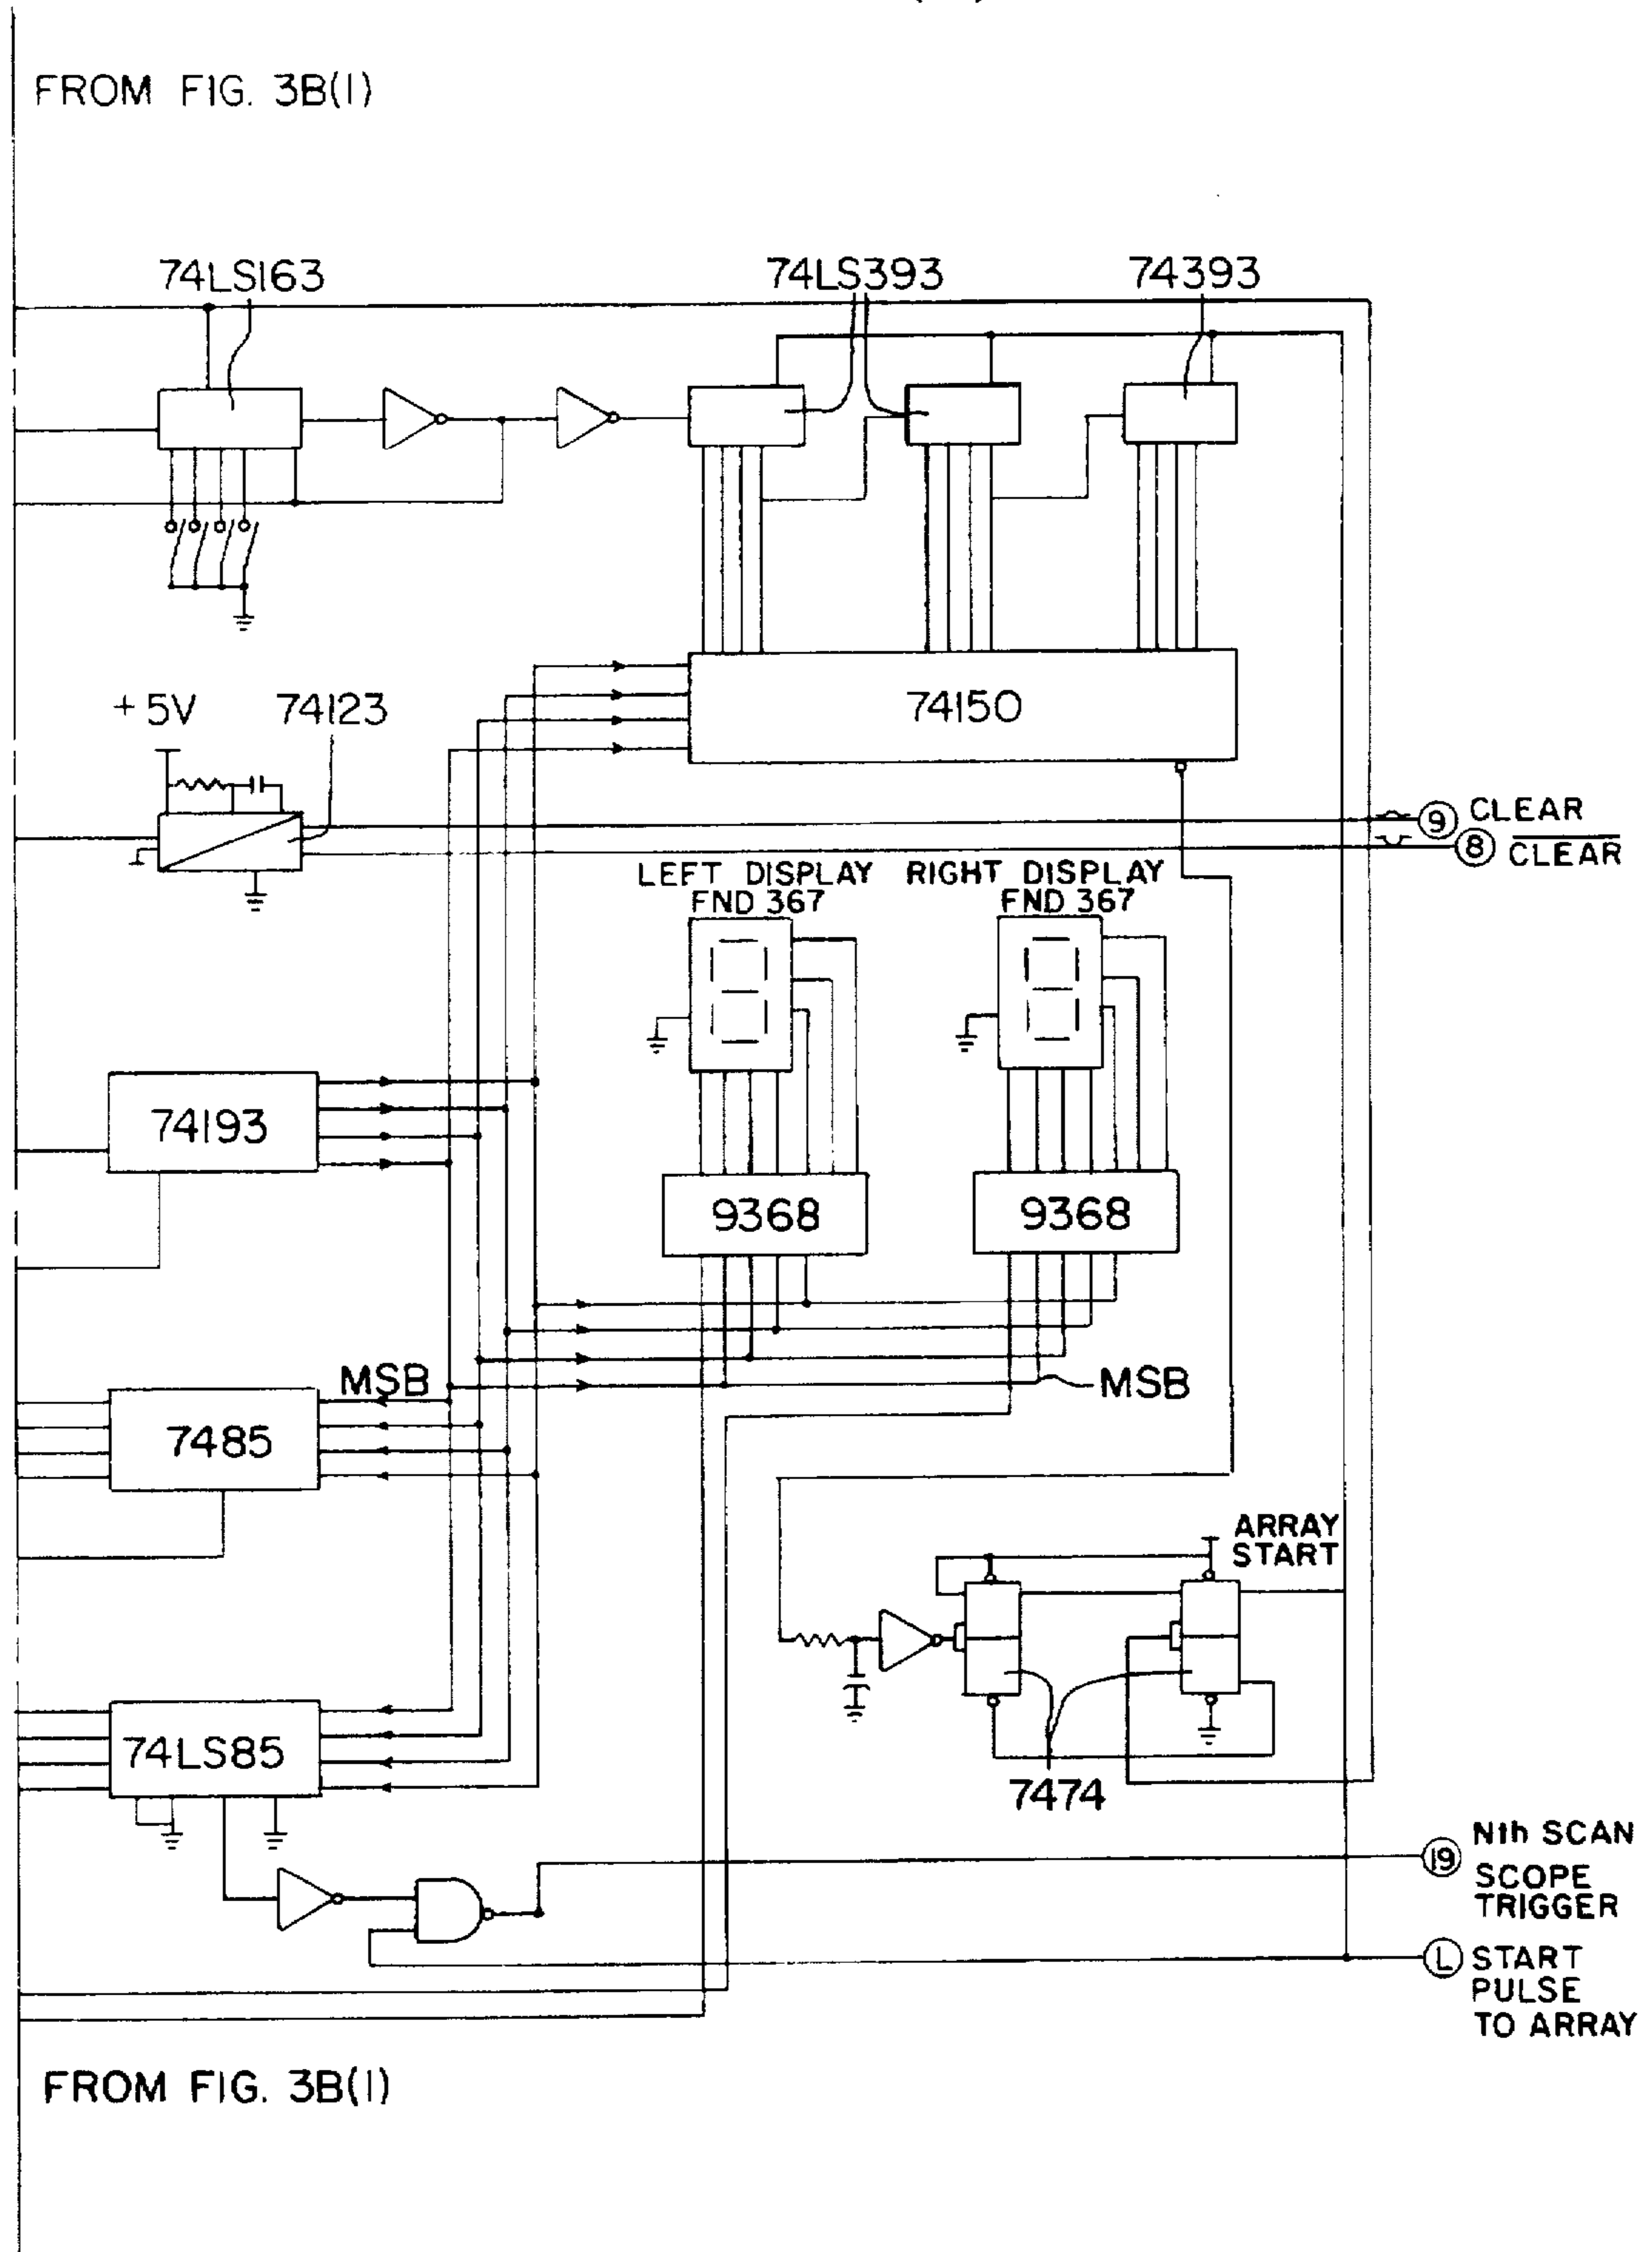 FROM FIG. 3B(1)
74LS163
74LS393
74393
74150
+5V
74123
9 CLEAR
8 CLEAR
LEFT DISPLAY
FND 367
RIGHT DISPLAY
FND 367
74193
9368
9368
MSB
MSB
7485
ARRAY
START
74LS85
7474
19
Nth SCAN
SCOPE
TRIGGER
L
START
PULSE
TO ARRAY
FROM FIG. 3B(1)